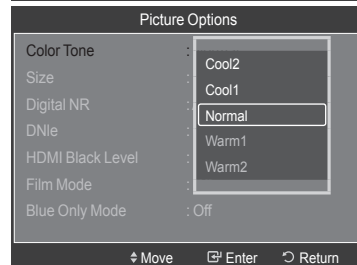 Picture Options
Color Tone :
Size :
Digital NR :
DNIe :
HDMI Black Level :
Film Mode :
Blue Only Mode : Off
Cool2
Cool1
Normal
Warm1
Warm2
Move Enter Return